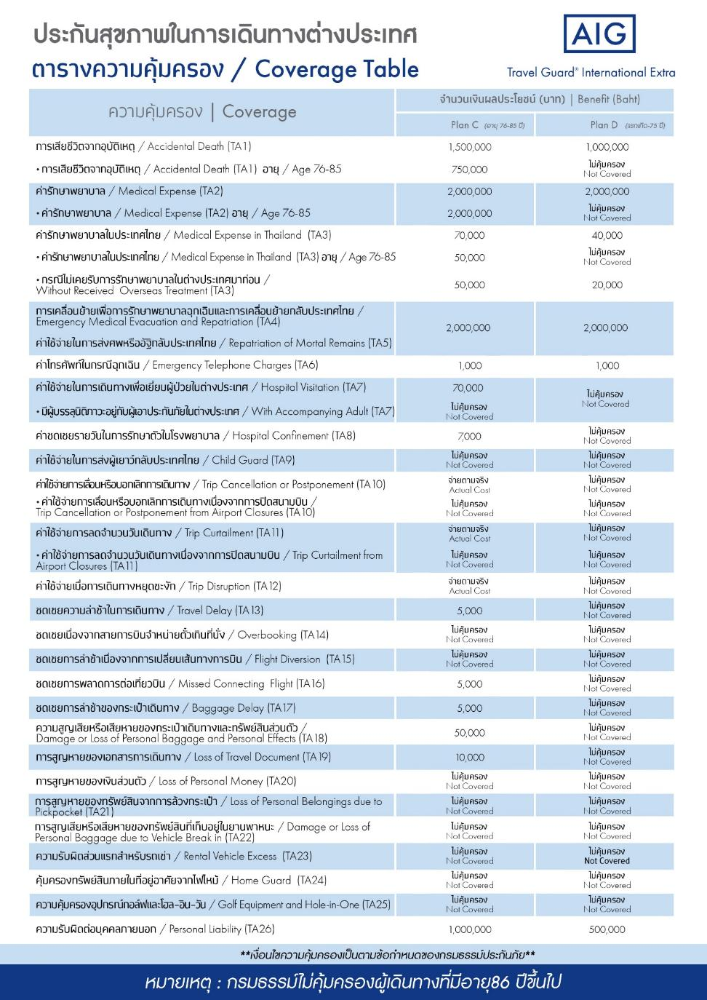 ประกันสุขภาพในการเดินทางต่างประเทศ
AIG
ตารางความคุ้มครอง / Coverage Table
Travel Guard® International Extra
ความคุ้มครอง | Coverage
จำนวนเงินผลประโยชน์ (บาท) | Benefit (Baht)
Plan C (อายุ 76-85 ปี) Plan D (แรกเกิด-75 ปี)
การเสียชีวิตจากอุบัติเหตุ / Accidental Death (TA1) 1,500,000 1,000,000
• การเสียชีวิตจากอุบัติเหตุ / Accidental Death (TA1) อายุ / Age 76-85 750,000 ไม่คุ้มครอง
Not Covered
ค่ารักษาพยาบาล / Medical Expense (TA2) 2,000,000 2,000,000
• ค่ารักษาพยาบาล / Medical Expense (TA2) อายุ / Age 76-85 2,000,000 ไม่คุ้มครอง
Not Covered
ค่ารักษาพยาบาลในประเทศไทย / Medical Expense in Thailand (TA3) 70,000 40,000
• ค่ารักษาพยาบาลในประเทศไทย / Medical Expense in Thailand (TA3) อายุ / Age 76-85 50,000 ไม่คุ้มครอง
Not Covered
• กรณีไม่เคยรับการรักษาพยาบาลในต่างประเทศมาก่อน /
Without Received Overseas Treatment (TA3) 50,000 20,000
การเคลื่อนย้ายเพื่อการรักษาพยาบาลฉุกเฉินและการเคลื่อนย้ายกลับประเทศไทย /
Emergency Medical Evacuation and Repatriation (TA4)
2,000,000 2,000,000
ค่าใช้จ่ายในการส่งศพหรืออัฐิกลับประเทศไทย / Repatriation of Mortal Remains (TA5)
ค่าโทรศัพท์ในกรณีฉุกเฉิน / Emergency Telephone Charges (TA6) 1,000 1,000
ค่าใช้จ่ายในการเดินทางเพื่อเยี่ยมผู้ป่วยในต่างประเทศ / Hospital Visitation (TA7) 70,000 ไม่คุ้มครอง
Not Covered
• มีผู้บรรลุนิติภาวะอยู่กับผู้เอาประกันภัยในต่างประเทศ / With Accompanying Adult (TA7) ไม่คุ้มครอง
Not Covered
ค่าชดเชยรายวันในการรักษาตัวในโรงพยาบาล / Hospital Confinement (TA8) 7,000 ไม่คุ้มครอง
Not Covered
ค่าใช้จ่ายในการส่งผู้เยาว์กลับประเทศไทย / Child Guard (TA9) ไม่คุ้มครอง ไม่คุ้มครอง
Not Covered Not Covered
ค่าใช้จ่ายการเลื่อนหรือบอกเลิกการเดินทาง / Trip Cancellation or Postponement (TA10) จ่ายตามจริง ไม่คุ้มครอง
Actual Cost Not Covered
• ค่าใช้จ่ายการเลื่อนหรือบอกเลิกการเดินทางเนื่องจากการปิดสนามบิน / ไม่คุ้มครอง ไม่คุ้มครอง
Trip Cancellation or Postponement from Airport Closures (TA10) Not Covered Not Covered
ค่าใช้จ่ายการลดจำนวนวันเดินทาง / Trip Curtailment (TA11) จ่ายตามจริง ไม่คุ้มครอง
Actual Cost Not Covered
• ค่าใช้จ่ายการลดจำนวนวันเดินทางเนื่องจากการปิดสนามบิน / Trip Curtailment from ไม่คุ้มครอง ไม่คุ้มครอง
Airport Closures (TA11) Not Covered Not Covered
ค่าใช้จ่ายเมื่อการเดินทางหยุดชะงัก / Trip Disruption (TA12) จ่ายตามจริง ไม่คุ้มครอง
Actual Cost Not Covered
ชดเชยความล่าช้าในการเดินทาง / Travel Delay (TA13) 5,000 ไม่คุ้มครอง
Not Covered
ชดเชยเนื่องจากสายการบินจำหน่ายตั๋วเกินที่นั่ง / Overbooking (TA14) ไม่คุ้มครอง ไม่คุ้มครอง
Not Covered Not Covered
ชดเชยการล่าช้าเนื่องจากการเปลี่ยนเส้นทางการบิน / Flight Diversion (TA15) ไม่คุ้มครอง ไม่คุ้มครอง
Not Covered Not Covered
ชดเชยการพลาดการต่อเที่ยวบิน / Missed Connecting Flight (TA16) 5,000 ไม่คุ้มครอง
Not Covered
ชดเชยการล่าช้าของกระเป๋าเดินทาง / Baggage Delay (TA17) 5,000 ไม่คุ้มครอง
Not Covered
ความสูญเสียหรือเสียหายของกระเป๋าเดินทางและทรัพย์สินส่วนตัว / 50,000 ไม่คุ้มครอง
Damage or Loss of Personal Baggage and Personal Effects (TA18) Not Covered
การสูญหายของเอกสารการเดินทาง / Loss of Travel Document (TA19) 10,000 ไม่คุ้มครอง
Not Covered
การสูญหายของเงินส่วนตัว / Loss of Personal Money (TA20) ไม่คุ้มครอง ไม่คุ้มครอง
Not Covered Not Covered
การสูญหายของทรัพย์สินจากการล้วงกระเป๋า / Loss of Personal Belongings due to ไม่คุ้มครอง ไม่คุ้มครอง
Pickpocket (TA21) Not Covered Not Covered
การสูญเสียหรือเสียหายของทรัพย์สินที่เก็บอยู่ในยานพาหนะ / Damage or Loss of ไม่คุ้มครอง ไม่คุ้มครอง
Personal Baggage due to Vehicle Break in (TA22) Not Covered Not Covered
ความรับผิดส่วนแรกสำหรับรถเช่า / Rental Vehicle Excess (TA23) ไม่คุ้มครอง ไม่คุ้มครอง
Not Covered Not Covered
คุ้มครองทรัพย์สินภายในที่อยู่อาศัยจากไฟไหม้ / Home Guard (TA24) ไม่คุ้มครอง ไม่คุ้มครอง
Not Covered Not Covered
ความคุ้มครองอุปกรณ์กอล์ฟและโฮล-อิน-วัน / Golf Equipment and Hole-in-One (TA25) ไม่คุ้มครอง ไม่คุ้มครอง
Not Covered Not Covered
ความรับผิดต่อบุคคลภายนอก / Personal Liability (TA26) 1,000,000 500,000
**เงื่อนไขความคุ้มครองเป็นตามข้อกำหนดของกรมธรรม์ประกันภัย**
หมายเหตุ : กรมธรรม์ไม่คุ้มครองผู้เดินทางที่มีอายุ86 ปีขึ้นไป